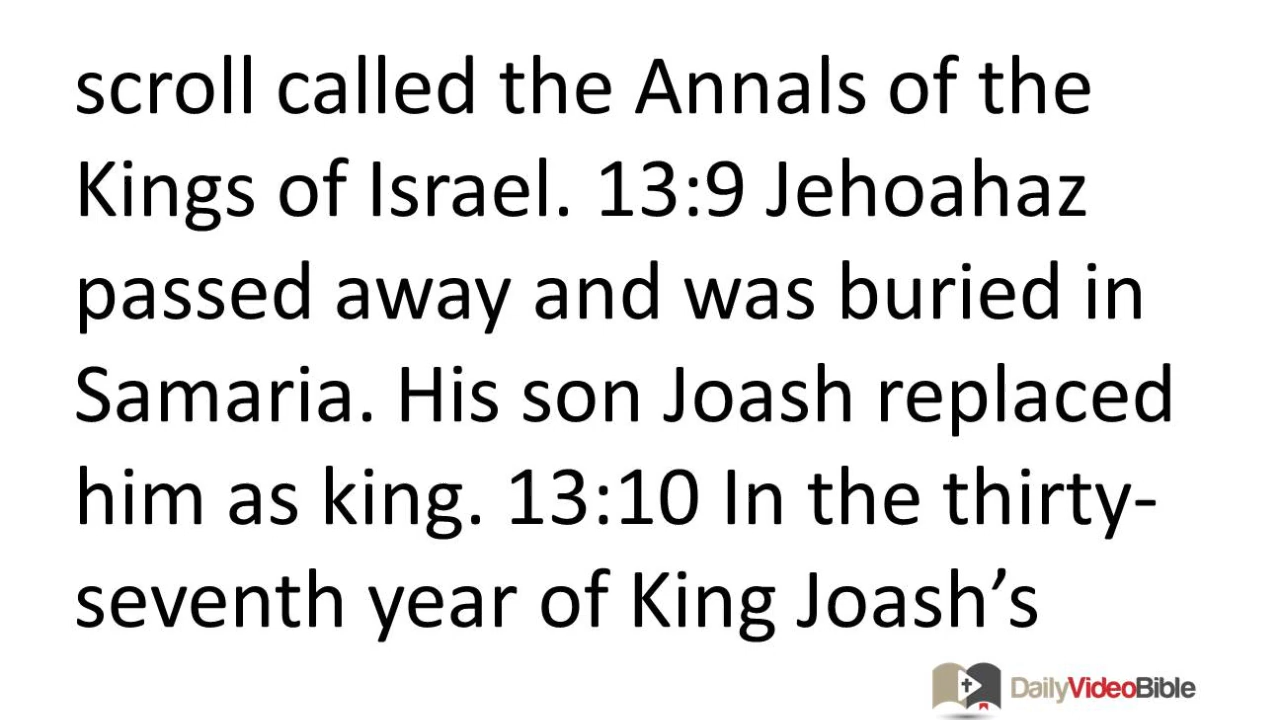 scroll called the Annals of the
Kings of Israel. 13:9 Jehoahaz
passed away and was buried in
Samaria. His son Joash replaced
him as king. 13:10 In the thirty-
seventh year of King Joash’s
DailyVideoBible